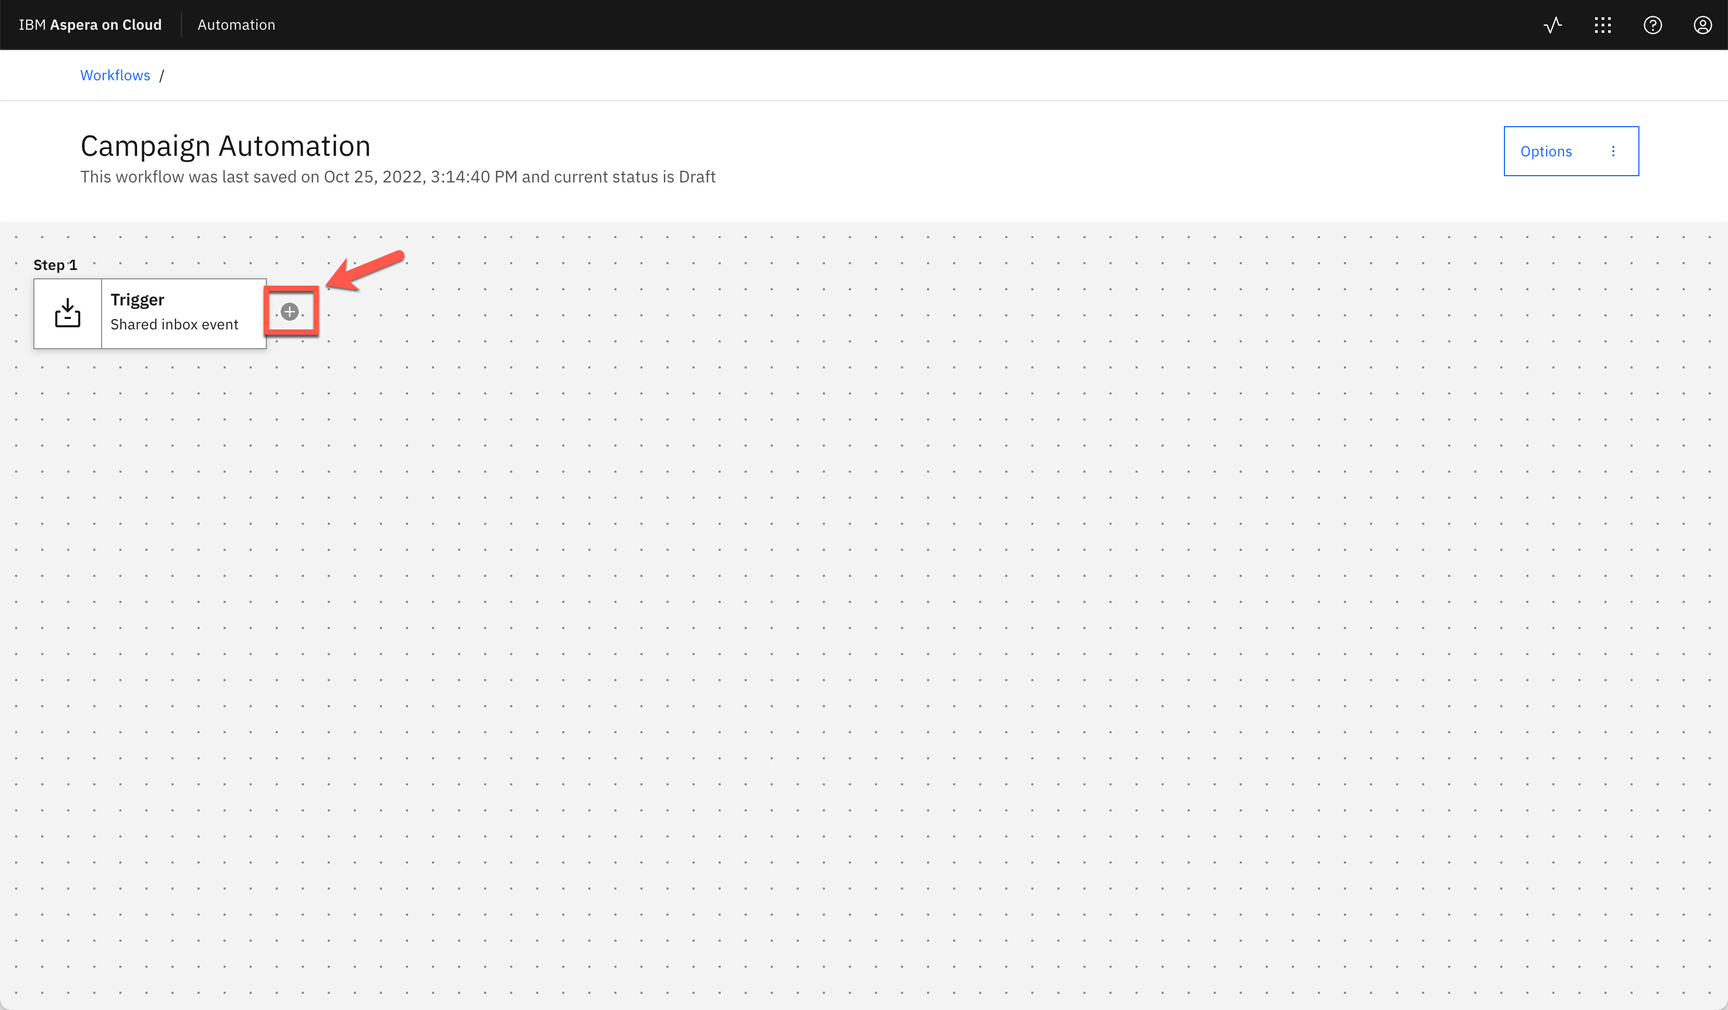 IBM Aspera on Cloud
Automation
Workflows /
Campaign Automation
This workflow was last saved on Oct 25, 2022, 3:14:40 PM and current status is Draft
Options
Step 1
Trigger
Shared inbox event